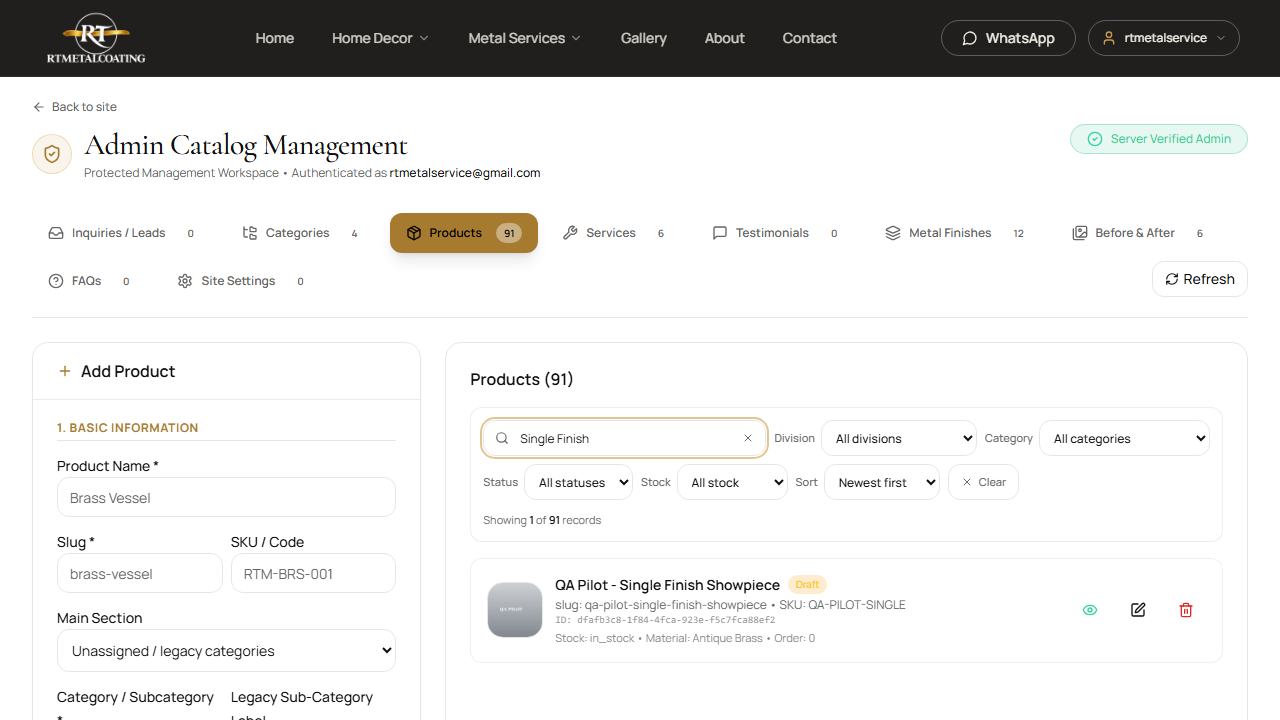 RT
RTMETALCOATING
Home
Home Decor
Metal Services
Gallery
About
Contact
WhatsApp
rtmetalservice
Back to site
Admin Catalog Management
Protected Management Workspace • Authenticated as rtmetalservice@gmail.com
Server Verified Admin
Inquiries / Leads 0
Categories 4
Products 91
Services 6
Testimonials 0
Metal Finishes 12
Before & After 6
FAQs 0
Site Settings 0
Refresh
Add Product
1. BASIC INFORMATION
Product Name *
Brass Vessel
Slug *
SKU / Code
brass-vessel
RTM-BRS-001
Main Section
Unassigned / legacy categories
Category / Subcategory *
Legacy Sub-Category Label
Products (91)
Single Finish
Division
All divisions
Category
All categories
Status
All statuses
Stock
All stock
Sort
Newest first
Clear
Showing 1 of 91 records
QA PILOT
QA Pilot - Single Finish Showpiece
Draft
slug: qa-pilot-single-finish-showpiece • SKU: QA-PILOT-SINGLE
ID: dfafb3c8-1f84-4fca-923e-f5c7fca88ef2
Stock: in_stock • Material: Antique Brass • Order: 0